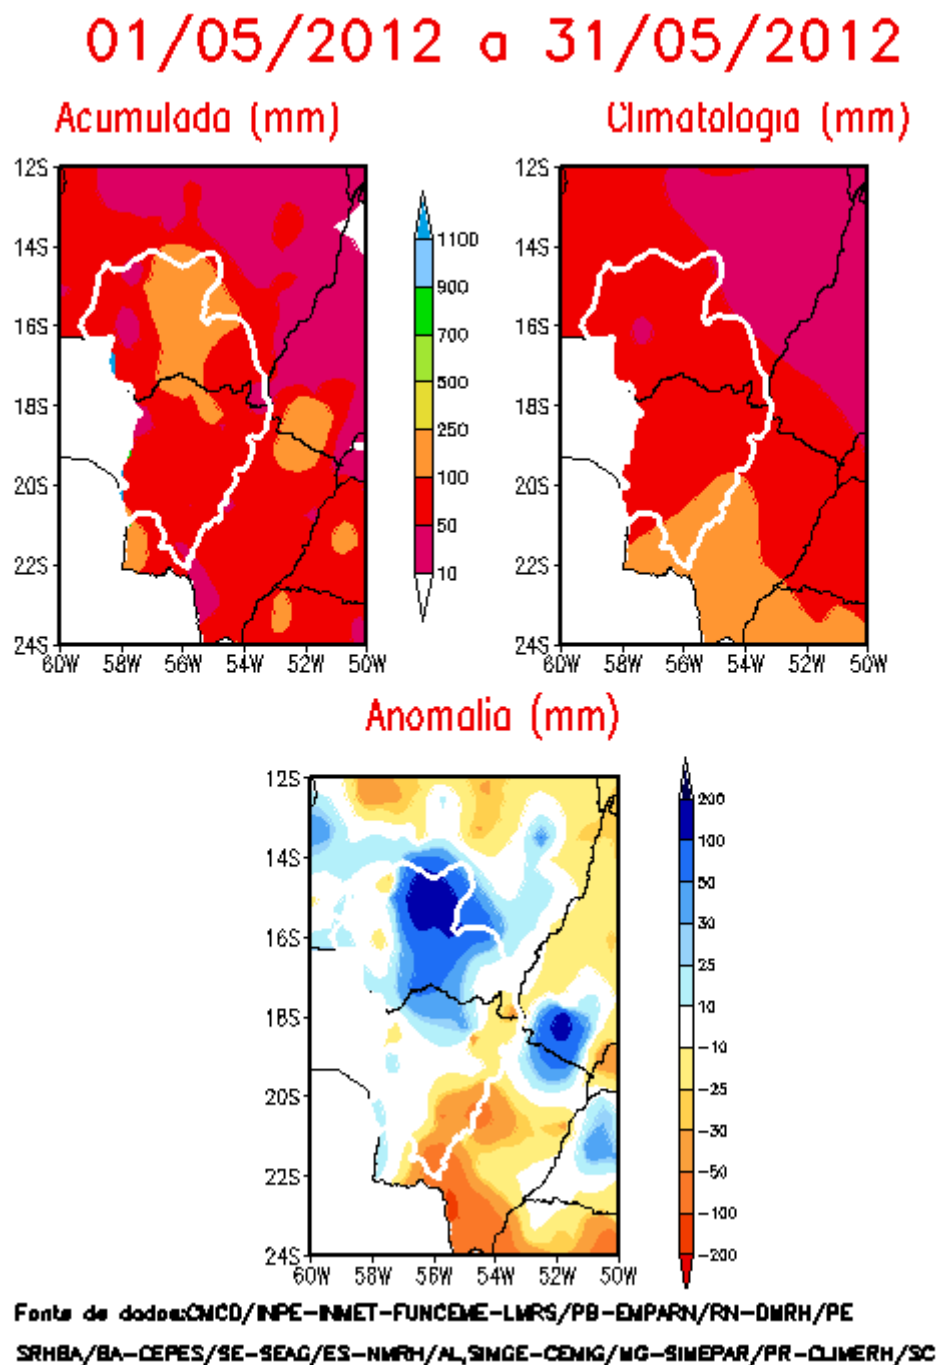 01/05/2012 a 31/05/2012
Acumulada (mm)
Climatologia (mm)
12S
14S
16S
18S
20S
22S
24S
60W 58W 56W 54W 52W 50W
1100
900
700
500
250
100
50
10
12S
14S
16S
18S
20S
22S
24S
60W 58W 56W 54W 52W 50W
Anomalia (mm)
12S
14S
16S
18S
20S
22S
24S
60W 58W 56W 54W 52W 50W
200
100
50
30
25
10
-10
-25
-30
-50
-100
-200
Fonte de dados:CMCD/INPE-INMET-FUNCEME-LMRS/PB-EMPARN/RN-DMRH/PE
SRHBA/BA-CEPES/SE-SEAG/ES-NMRH/AL,SIMGE-CEMIG/MG-SIMEPAR/PR-CLIMERH/SC